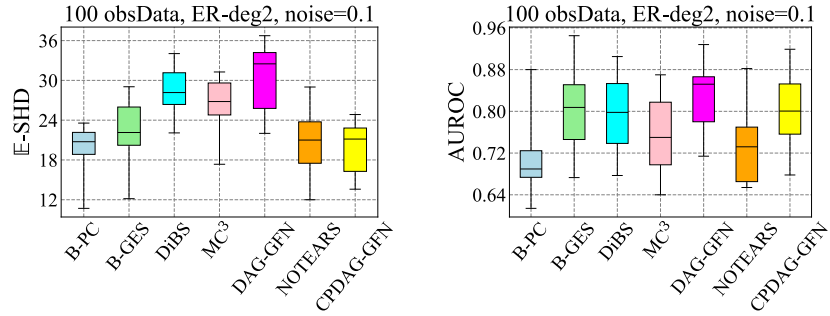 100 obsData, ER-deg2, noise=0.1
𝔼-SHD
36
30
24
18
12
B-PC
B-GES
DiBS
MC³
DAG-GFN
NOTEARS
CPDAG-GFN
100 obsData, ER-deg2, noise=0.1
AUROC
0.96
0.88
0.80
0.72
0.64
B-PC
B-GES
DiBS
MC³
DAG-GFN
NOTEARS
CPDAG-GFN